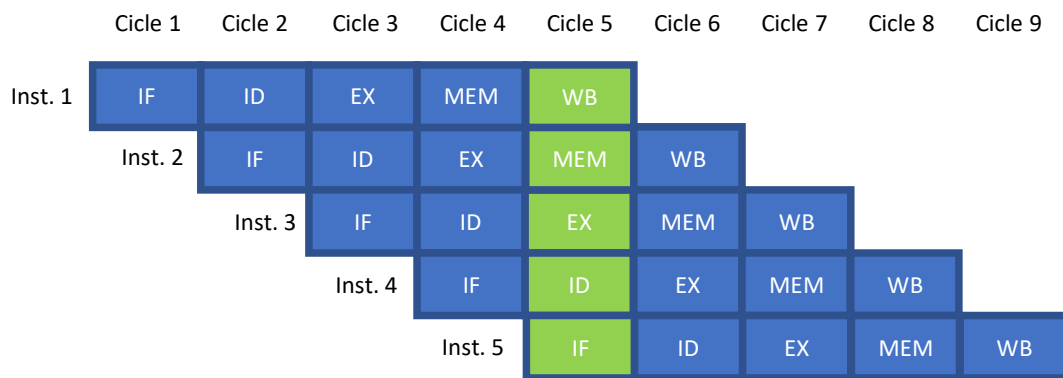 Cicle 1 Cicle 2 Cicle 3 Cicle 4 Cicle 5 Cicle 6 Cicle 7 Cicle 8 Cicle 9
Inst. 1 IF ID EX MEM WB
Inst. 2 IF ID EX MEM WB
Inst. 3 IF ID EX MEM WB
Inst. 4 IF ID EX MEM WB
Inst. 5 IF ID EX MEM WB